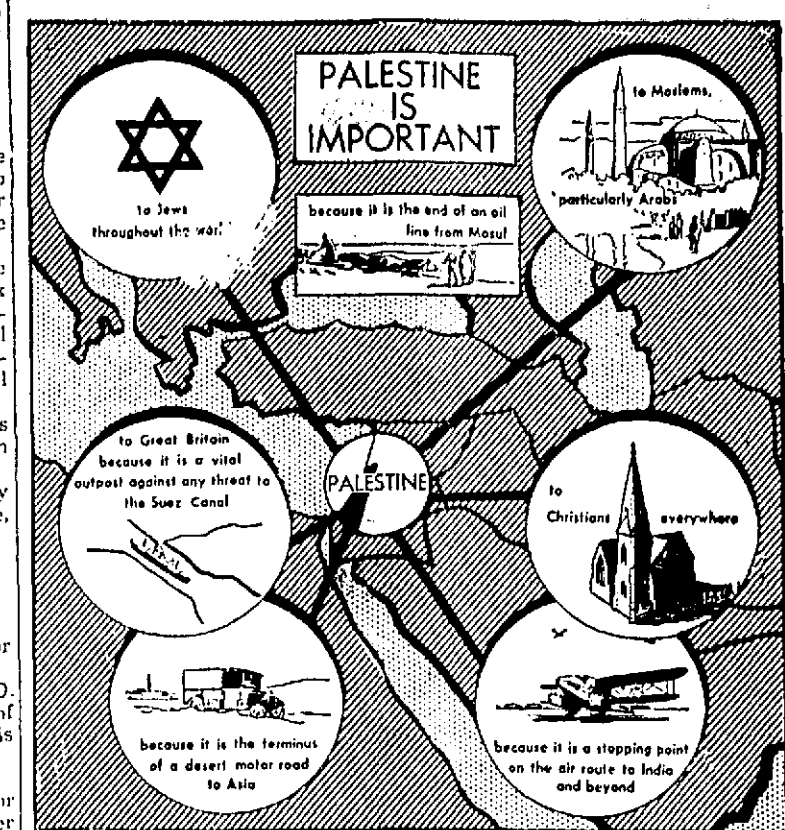 PALESTINE
IS
IMPORTANT
to Jews
throughout the world
because it is the end of an oil
line from Mosul
to Moslems,
particularly Arabs
to Great Britain
because it is a vital
outpost against any threat to
the Suez Canal
PALESTINE
to
Christians everywhere
because it is the terminus
of a desert motor road
to Asia
because it is a stopping point
on the air route to India
and beyond